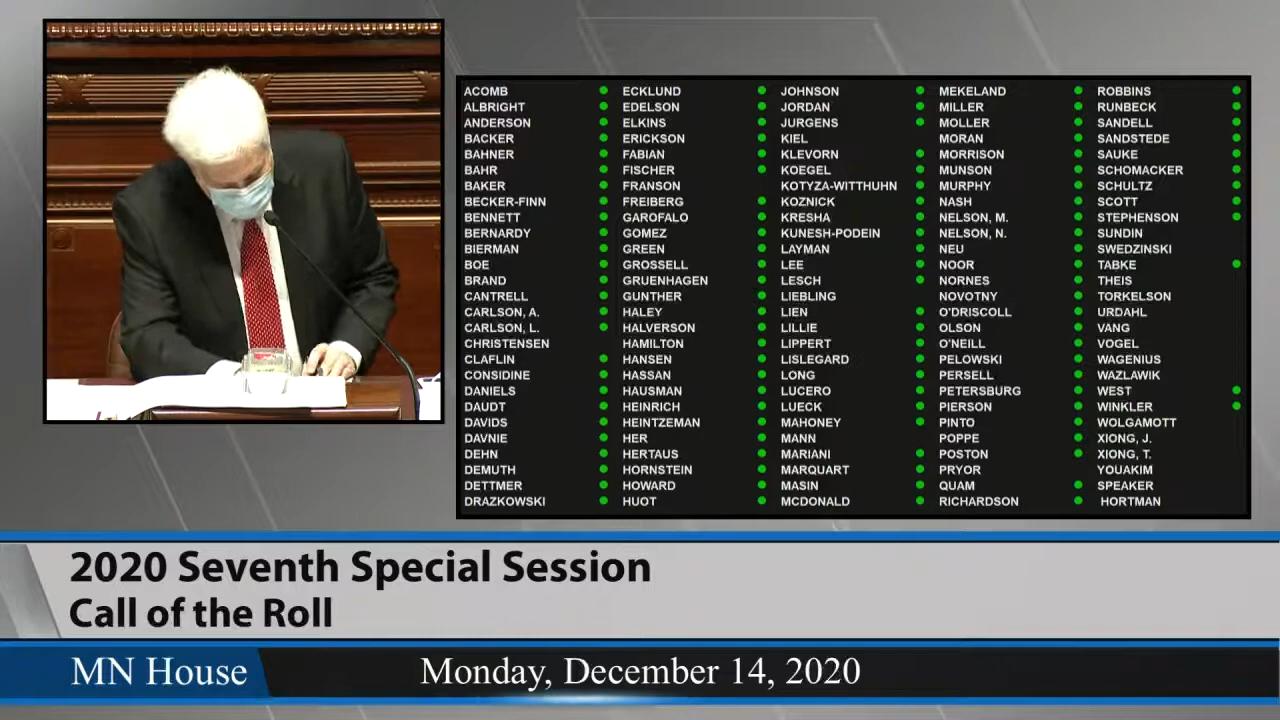 ACOMB
ALBRIGHT
ANDERSON
BACKER
BAHNER
BAHR
BAKER
BECKER-FINN
BENNETT
BERNARDY
BIERMAN
BOE
BRAND
CANTRELL
CARLSON, A.
CARLSON, L.
CHRISTENSEN
CLAFLIN
CONSIDINE
DANIELS
DAUDT
DAVIDS
DAVNIE
DEHN
DEMUTH
DETTMER
DRAZKOWSKI
ECKLUND
EDELSON
ELKINS
ERICKSON
FABIAN
FISCHER
FRANSON
FREIBERG
GAROFALO
GOMEZ
GREEN
GROSSELL
GRUENHAGEN
GUNTHER
HALEY
HALVERSON
HAMILTON
HANSEN
HASSAN
HAUSMAN
HEINRICH
HEINTZEMAN
HER
HERTAUS
HORNSTEIN
HOWARD
HUOT
JOHNSON
JORDAN
JURGENS
KIEL
KLEVORN
KOEGEL
KOTYZA-WITTHUHN
KOZNICK
KRESHA
KUNESH-PODEIN
LAYMAN
LEE
LESCH
LIEBLING
LIEN
LILLIE
LIPPERT
LISLEGARD
LONG
LUCERO
LUECK
MAHONEY
MANN
MARIANI
MARQUART
MASIN
MCDONALD
MEKELAND
MILLER
MOLLER
MORAN
MORRISON
MUNSON
MURPHY
NASH
NELSON, M.
NELSON, N.
NEU
NOOR
NORNES
NOVOTNY
O'DRISCOLL
OLSON
O'NEILL
PELOWSKI
PERSELL
PETERSBURG
PIERSON
PINTO
POPPE
POSTON
PRYOR
QUAM
RICHARDSON
ROBBINS
RUNBECK
SANDELL
SANDSTEDE
SAUKE
SCHOMACKER
SCHULTZ
SCOTT
STEPHENSON
SUNDIN
SWEDZINSKI
TABKE
THEIS
TORKELSON
URDAHL
VANG
VOGEL
WAGENIUS
WAZLAWIK
WEST
WINKLER
WOLGAMOTT
XIONG, J.
XIONG, T.
YOUAKIM
SPEAKER
HORTMAN
2020 Seventh Special Session
Call of the Roll
MN House
Monday, December 14, 2020